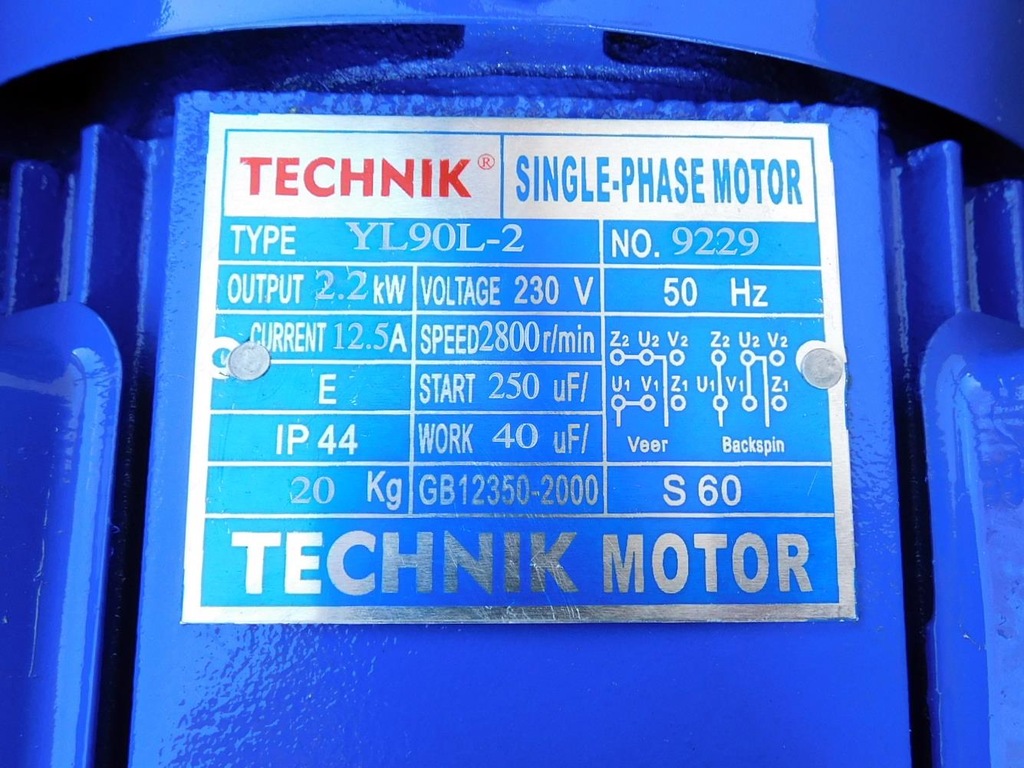 TECHNIK® SINGLE-PHASE MOTOR
TYPE YL90L-2 NO. 9229
OUTPUT 2.2 kW VOLTAGE 230 V 50 Hz
CURRENT 12.5A SPEED 2800 r/min
Z2 U2 V2 Z2 U2 V2
E START 250 uF/
U1 V1 Z1 U1 V1 Z1
IP 44 WORK 40 uF/ Veer Backspin
20 Kg GB12350-2000 S 60
TECHNIK MOTOR